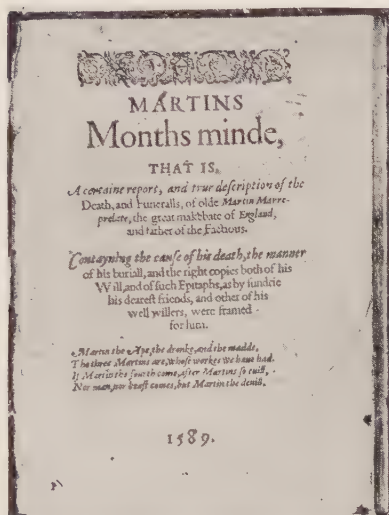 MARTINS
Months minde,
THAT IS,
A certaine report, and true description of the
Death, and Funeralls, of olde Martin Marre-
prelate, the great makebate of England,
and father of the Factious.
Contayning the cause of his death, the manner
of his buriall, and the right copies both of his
Will, and of such Epitaphs, as by sundrie
his dearest friends, and other of his
well willers, were framed
for him.
Martin the Ape, the dronke, and the madde,
The three Martins are, whose workes we have had.
If Martin the fourth come, after Martins so euill,
Nor man, nor beast comes, but Martin the deuill.
1589.